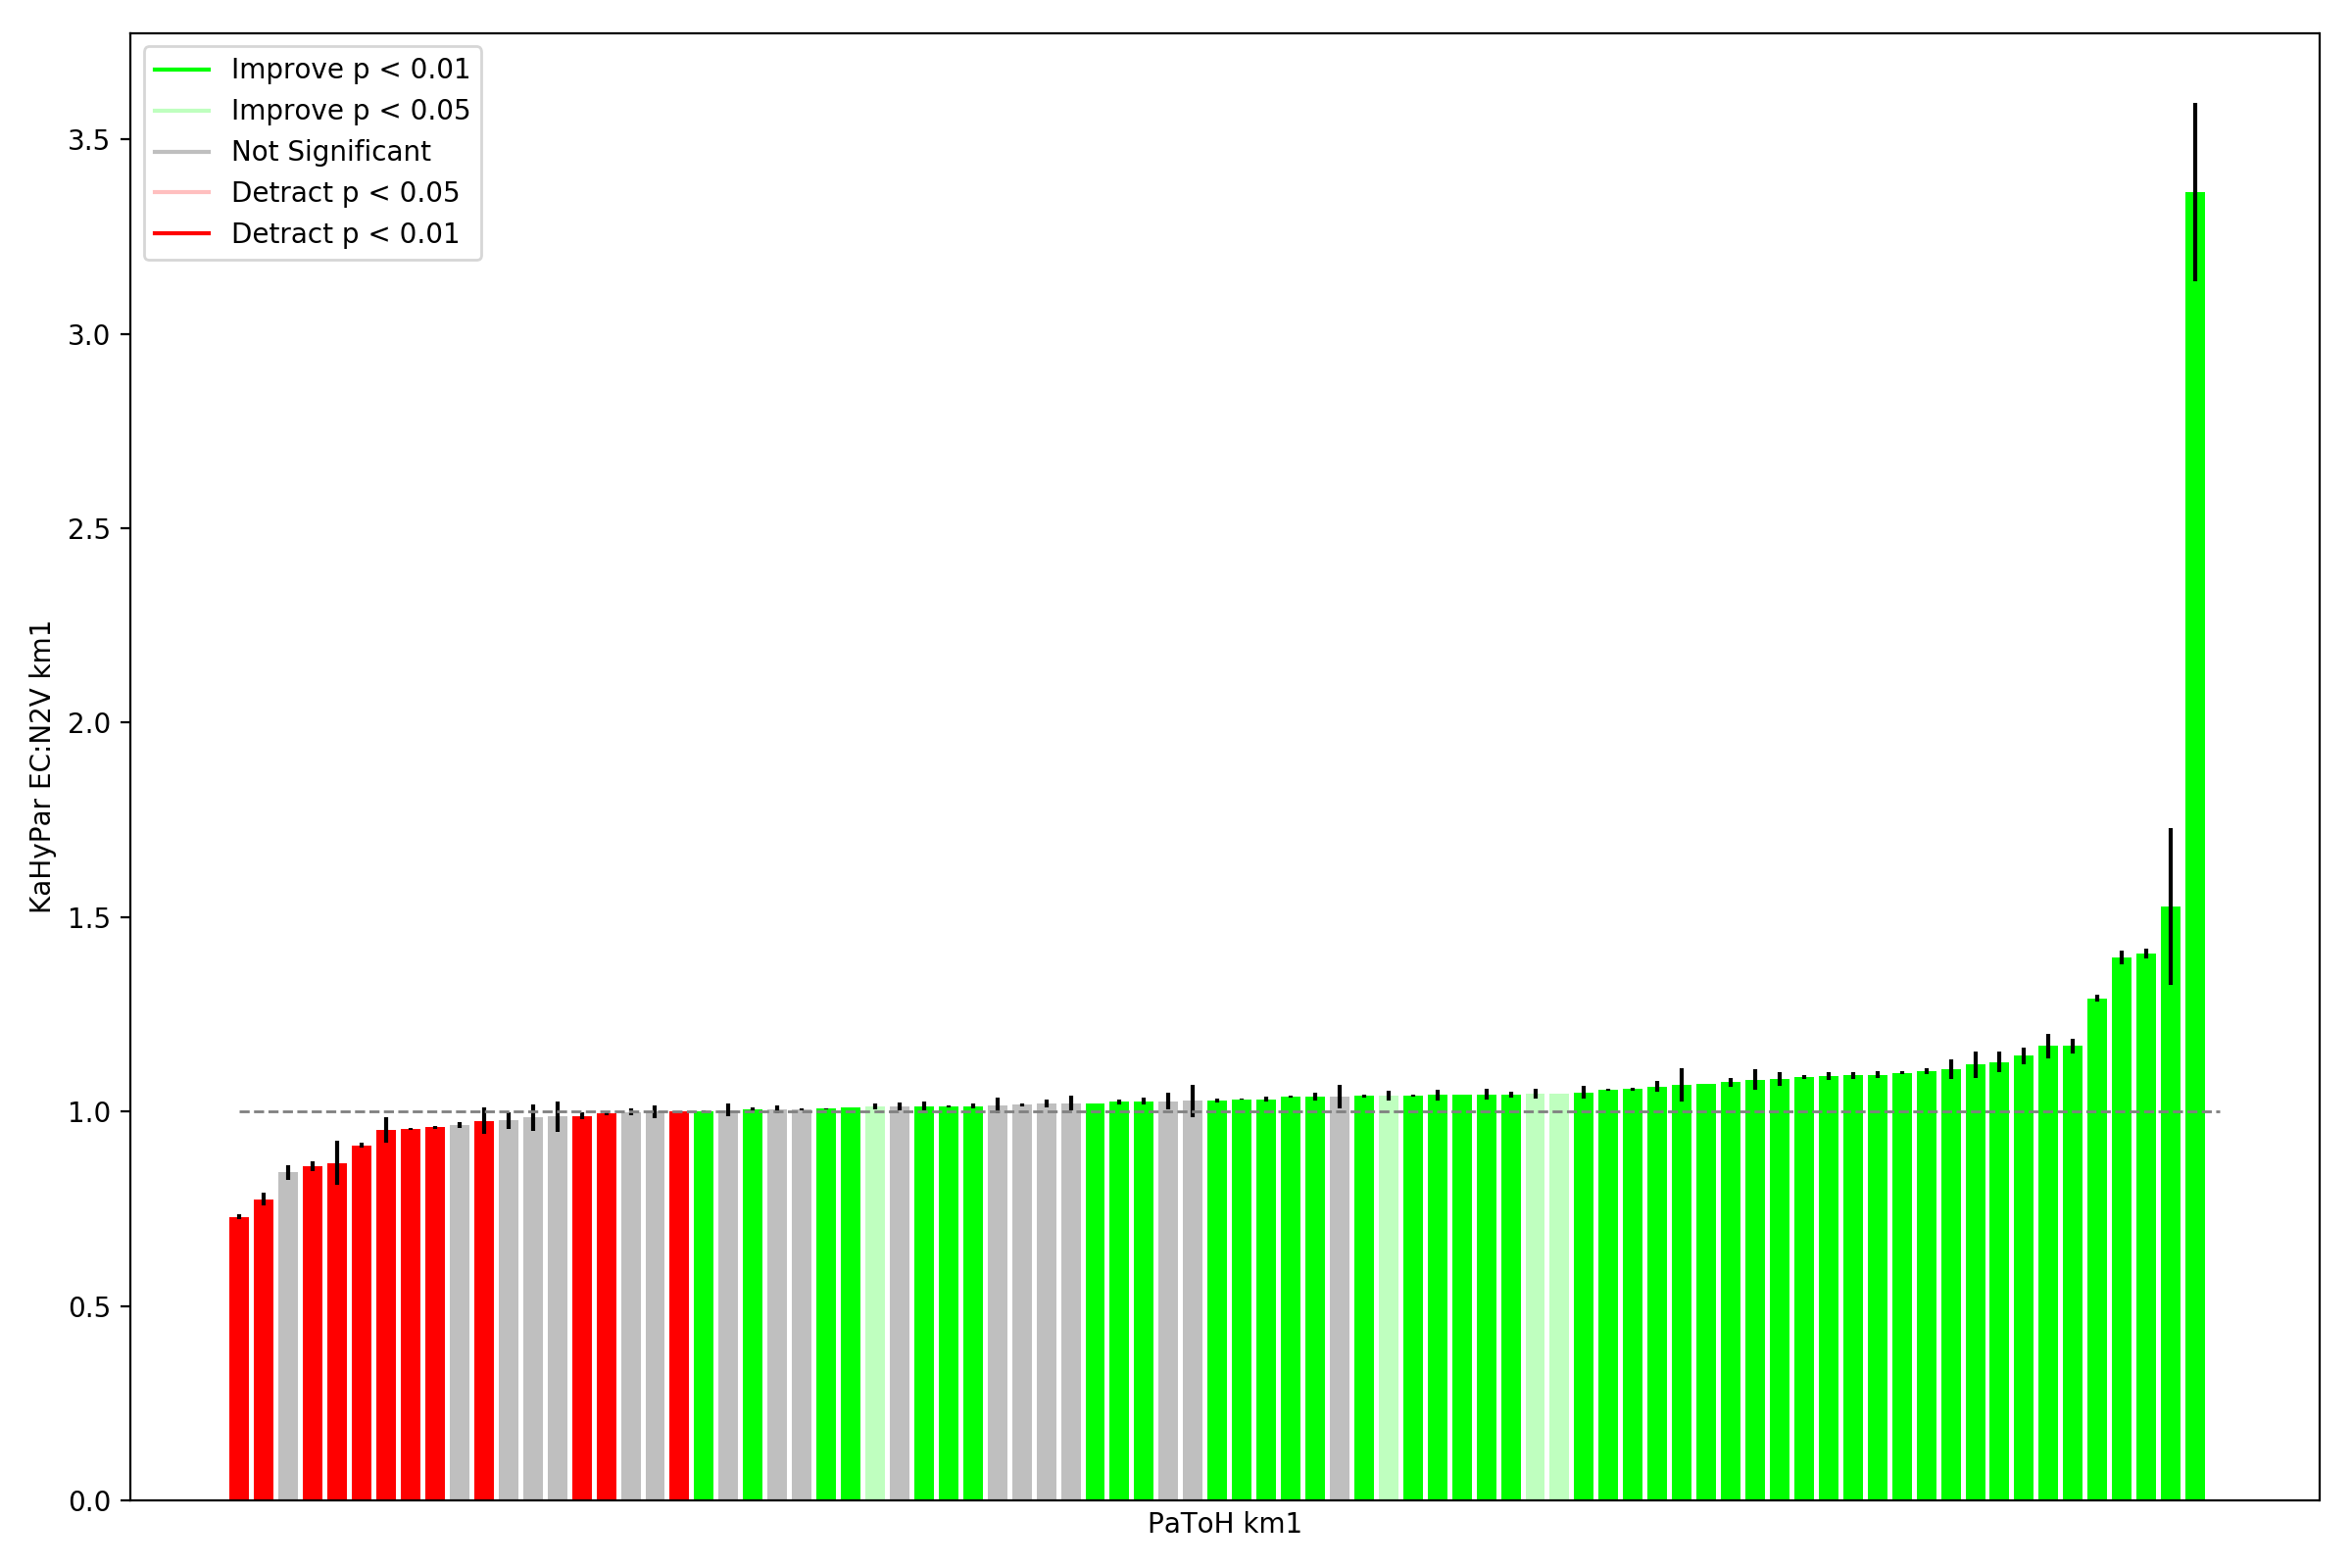 Improve p < 0.01
Improve p < 0.05
Not Significant
Detract p < 0.05
Detract p < 0.01
3.5
3.0
2.5
2.0
1.5
1.0
0.5
0.0
KaHyPar EC:N2V km1
PaToH km1